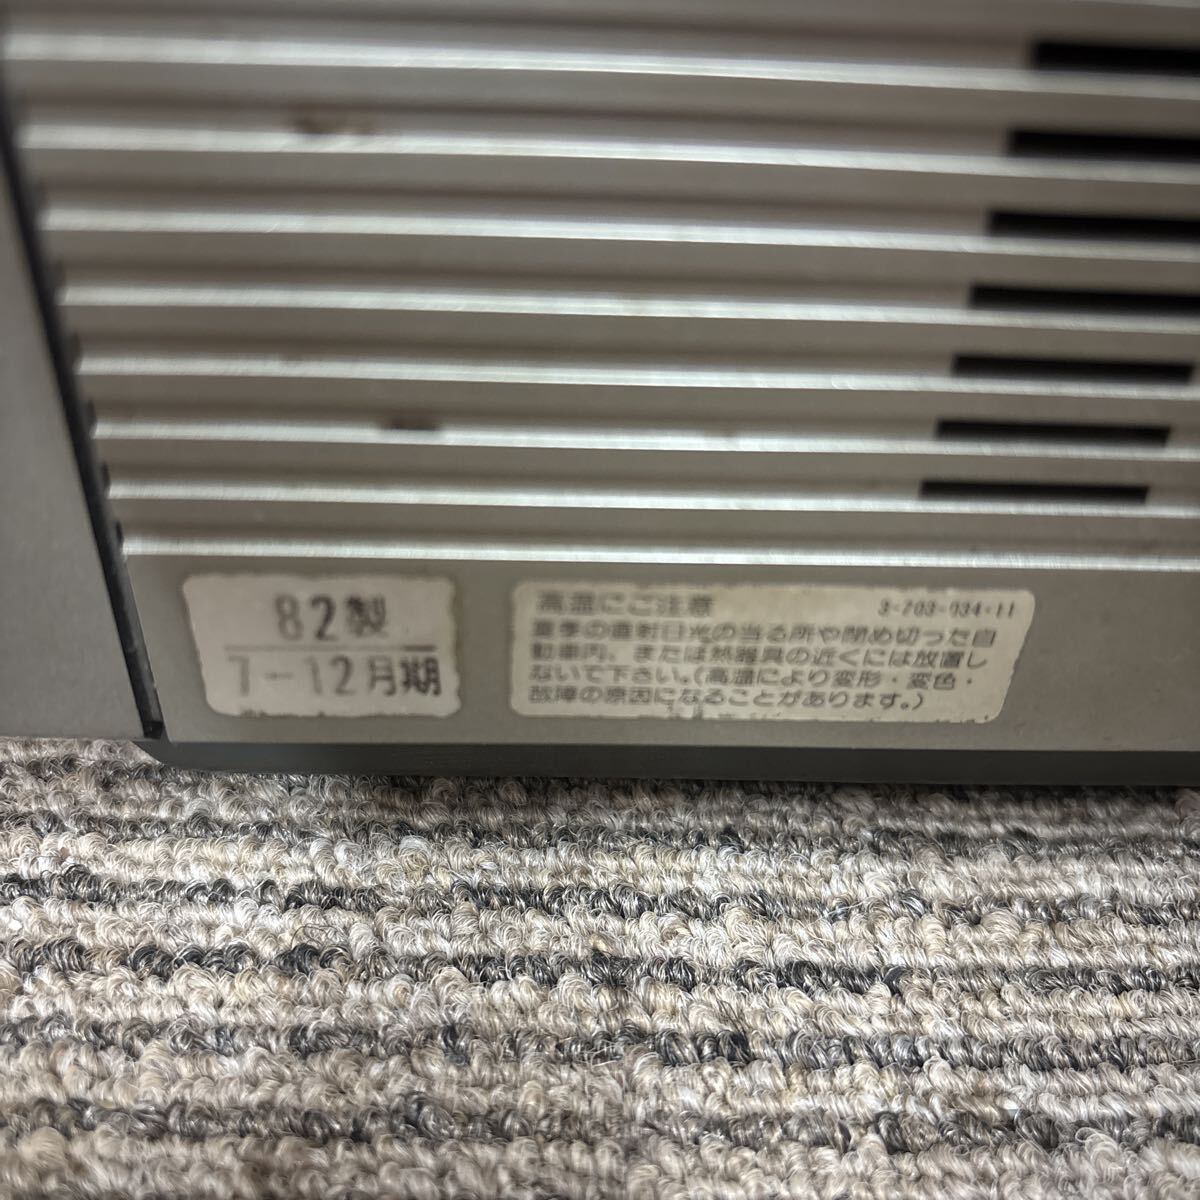 82製
7-12月期
高温にご注意 3-703-934-11
夏季の直射日光の当る所や閉め切った自
動車内、または熱器具の近くには放置し
ないで下さい。(高温により変形・変色・
故障の原因になることがあります。)